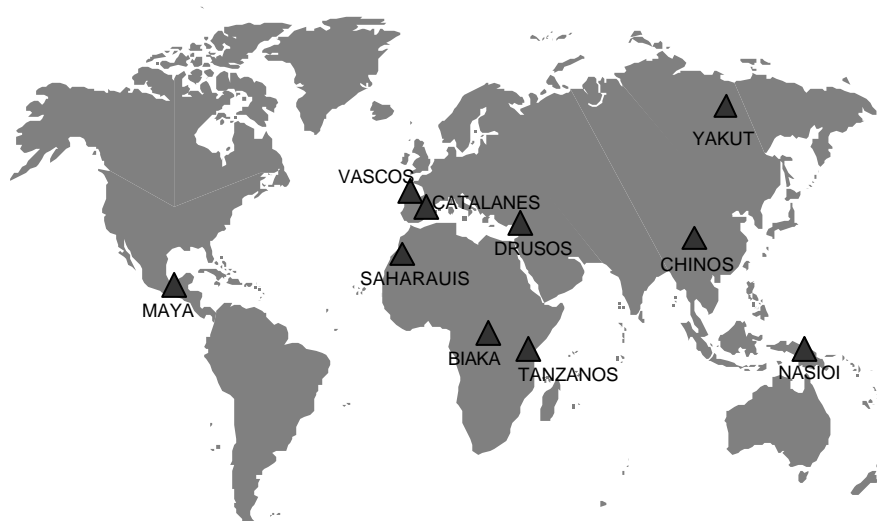 YAKUT
VASCOS
CATALANES
DRUSOS
CHINOS
SAHARAUIS
MAYA
BIAKA
TANZANOS
NASIOI